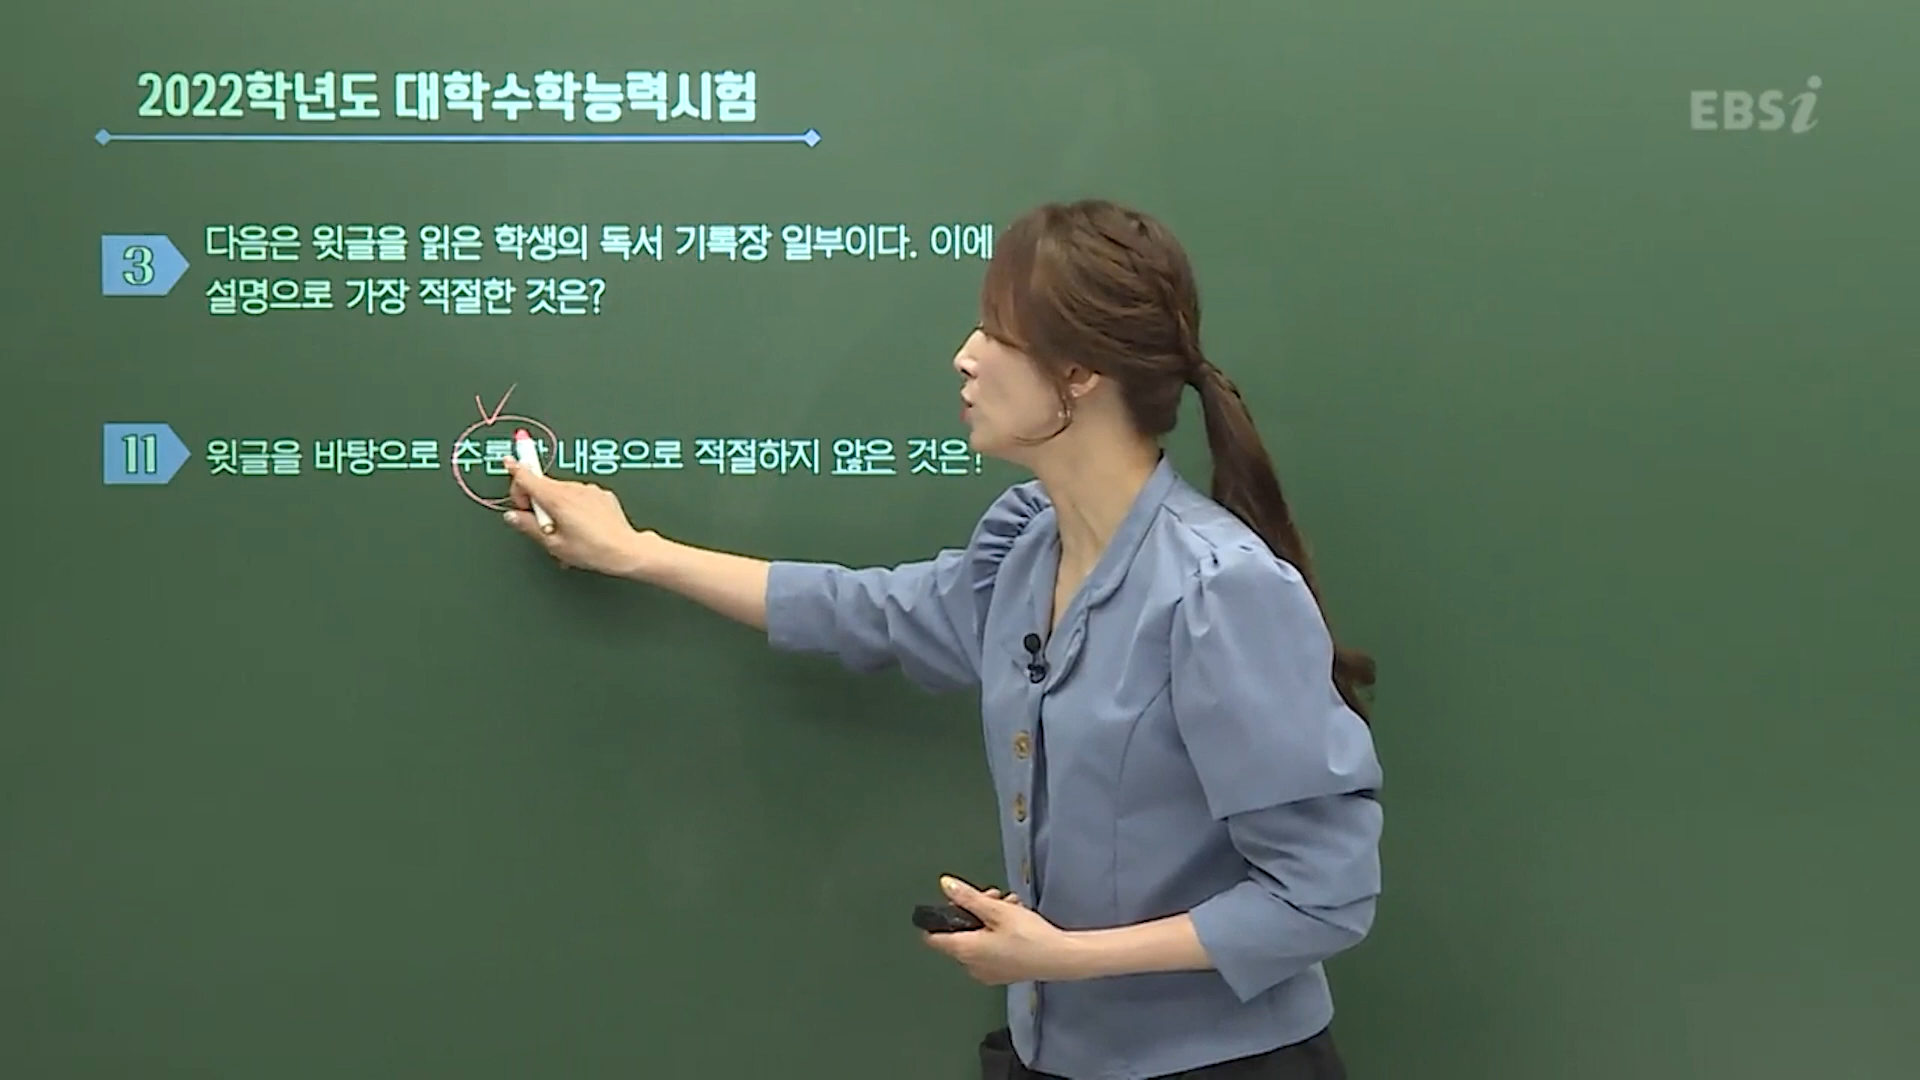 2022학년도 대학수학능력시험
EBSi
3 다음은 윗글을 읽은 학생의 독서 기록장 일부이다. 이에
설명으로 가장 적절한 것은?
11 윗글을 바탕으로 내용으로 적절하지 않은 것은?